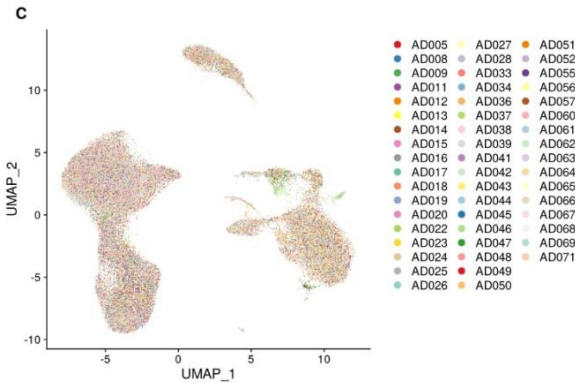 C
UMAP_2
10
5
0
-5
-10
-5
0
5
10
UMAP_1
AD005 AD027 AD051
AD008 AD028 AD052
AD009 AD033 AD055
AD011 AD034 AD056
AD012 AD036 AD057
AD013 AD037 AD060
AD014 AD038 AD061
AD015 AD039 AD062
AD016 AD041 AD063
AD017 AD042 AD064
AD018 AD043 AD065
AD019 AD044 AD066
AD020 AD045 AD067
AD022 AD046 AD068
AD023 AD047 AD069
AD024 AD048 AD071
AD025 AD049
AD026 AD050